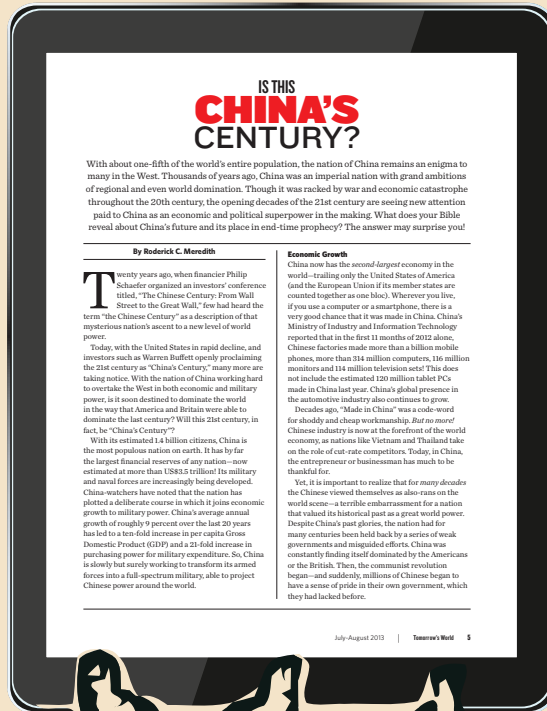 IS THIS
CHINA'S
CENTURY?
With about one-fifth of the world's entire population, the nation of China remains an enigma to
many in the West. Thousands of years ago, China was an imperial nation with grand ambitions
of regional and even world domination. Though it was racked by war and economic catastrophe
throughout the 20th century, the opening decades of the 21st century are seeing new attention
paid to China as an economic and political superpower in the making. What does your Bible
reveal about China's future and its place in end-time prophecy? The answer may surprise you!
By Roderick C. Meredith
Twenty years ago, when financier Philip
Schaefer organized an investors' conference
titled, "The Chinese Century: From Wall
Street to the Great Wall," few had heard the
term "the Chinese Century" as a description of that
mysterious nation's ascent to a new level of world
power.
Today, with the United States in rapid decline, and
investors such as Warren Buffett openly proclaiming
the 21st century as "China's Century," many more are
taking notice. With the nation of China working hard
to overtake the West in both economic and military
power, is it soon destined to dominate the world
in the way that America and Britain were able to
dominate the last century? Will this 21st century, in
fact, be "China's Century"?
With its estimated 1.4 billion citizens, China is
the most populous nation on earth. It has by far
the largest financial reserves of any nation—now
estimated at more than US$3.5 trillion! Its military
and naval forces are increasingly being developed.
China-watchers have noted that the nation has
plotted a deliberate course in which it joins economic
growth to military power. China's average annual
growth of roughly 9 percent over the last 20 years
has led to a ten-fold increase in per capita Gross
Domestic Product (GDP) and a 21-fold increase in
purchasing power for military expenditure. So, China
is slowly but surely working to transform its armed
forces into a full-spectrum military, able to project
Chinese power around the world.
Economic Growth
China now has the second-largest economy in the
world—trailing only the United States of America
(and the European Union if its member states are
counted together as one bloc). Wherever you live,
if you use a computer or a smartphone, there is a
very good chance that it was made in China. China's
Ministry of Industry and Information Technology
reported that in the first 11 months of 2012 alone,
Chinese factories made more than a billion mobile
phones, more than 314 million computers, 116 million
monitors and 114 million television sets! This does
not include the estimated 120 million tablet PCs
made in China last year. China's global presence in
the automotive industry also continues to grow.
Decades ago, "Made in China" was a code-word
for shoddy and cheap workmanship. But no more!
Chinese industry is now at the forefront of the world
economy, as nations like Vietnam and Thailand take
on the role of cut-rate competitors. Today, in China,
the entrepreneur or businessman has much to be
thankful for.
Yet, it is important to realize that for many decades
the Chinese viewed themselves as also-rans on the
world scene—a terrible embarrassment for a nation
that valued its historical past as a great world power.
Despite China's past glories, the nation had for
many centuries been held back by a series of weak
governments and misguided efforts. China was
constantly finding itself dominated by the Americans
or the British. Then, the communist revolution
began—and suddenly, millions of Chinese began to
have a sense of pride in their own government, which
they had lacked before.
July-August 2013 | Tomorrow's World 5